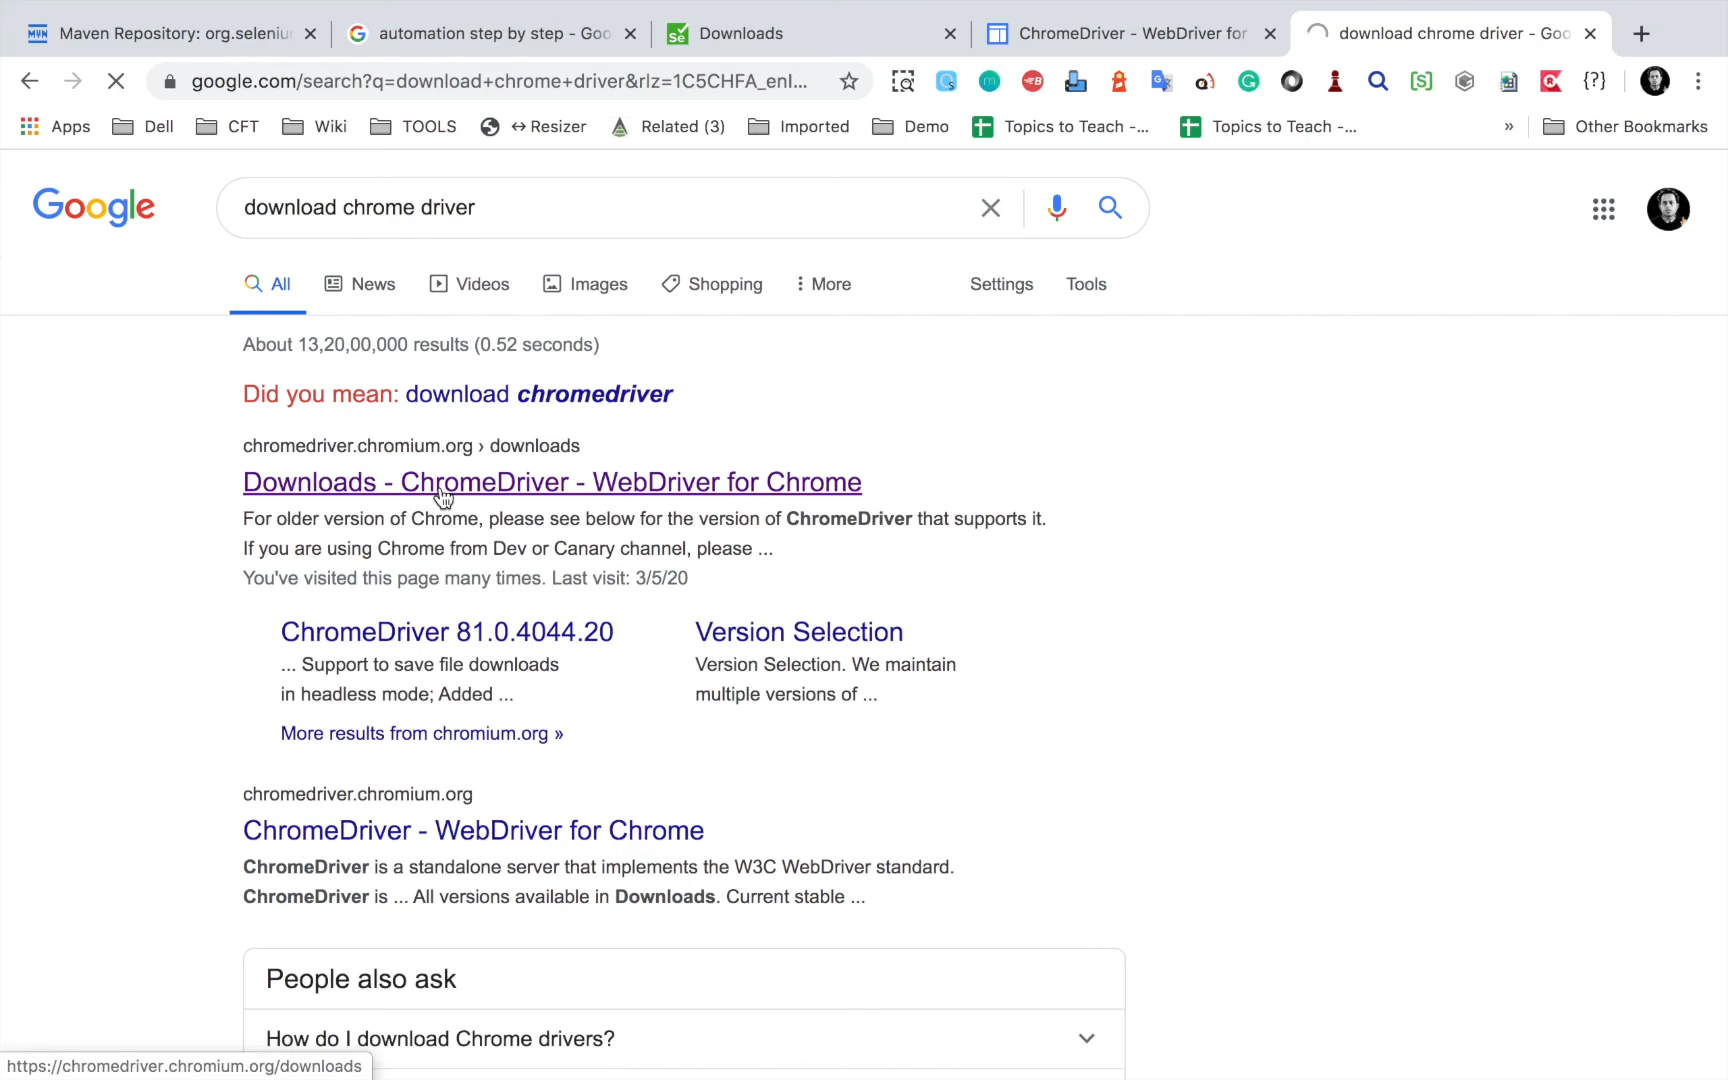 Maven Repository: org.seleniu
automation step by step - Goo
Downloads
ChromeDriver - WebDriver for
download chrome driver - Goo
google.com/search?q=download+chrome+driver&rlz=1C5CHFA_enI...
Apps
Dell
CFT
Wiki
TOOLS
↔ Resizer
Related (3)
Imported
Demo
Topics to Teach -...
Topics to Teach -...
»
Other Bookmarks
Google
download chrome driver
All
News
Videos
Images
Shopping
More
Settings
Tools
About 13,20,00,000 results (0.52 seconds)
Did you mean: download chromedriver
chromedriver.chromium.org › downloads
Downloads - ChromeDriver - WebDriver for Chrome
For older version of Chrome, please see below for the version of ChromeDriver that supports it.
If you are using Chrome from Dev or Canary channel, please ...
You've visited this page many times. Last visit: 3/5/20
ChromeDriver 81.0.4044.20
... Support to save file downloads
in headless mode; Added ...
Version Selection
Version Selection. We maintain
multiple versions of ...
More results from chromium.org »
chromedriver.chromium.org
ChromeDriver - WebDriver for Chrome
ChromeDriver is a standalone server that implements the W3C WebDriver standard.
ChromeDriver is ... All versions available in Downloads. Current stable ...
People also ask
How do I download Chrome drivers?
https://chromedriver.chromium.org/downloads